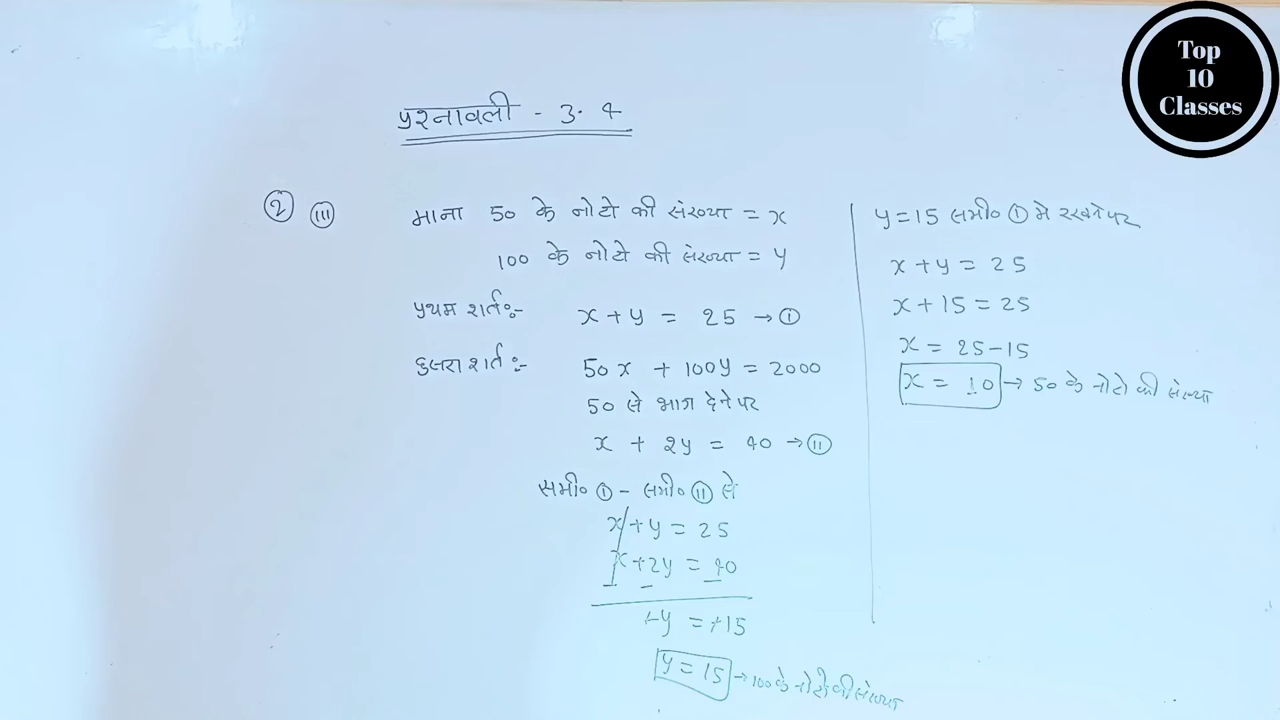 Top
10
Classes
प्रश्नावली - 3.4
② ⅲ माना 50 के नोटो की संख्या = x
100 के नोटो की संख्या = y
प्रथम शर्तः- x + y = 25 → ①
दुसरा शर्तः- 50x + 100y = 2000
50 से भाग देने पर
x + 2y = 40 → ⑪
समी० ① - समी० ⑪ से
x + y = 25
x + 2y = 40
- - -
+y = +15
y = 15 → 100 के नोटो की संख्या
y = 15 समी० ① मे रखने पर
x + y = 25
x + 15 = 25
x = 25 - 15
x = 10 → 50 के नोटो की संख्या